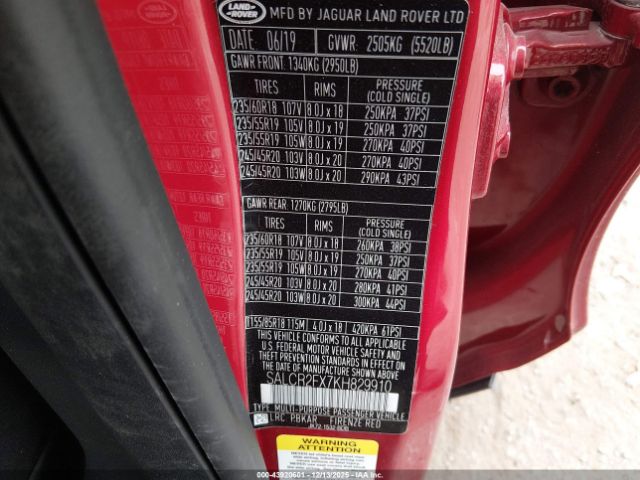 LAND ROVER MFD BY JAGUAR LAND ROVER LTD
DATE: 06/19 GVWR: 2505KG (5520LB)
GAWR FRONT: 1340KG (2950LB)
TIRES RIMS PRESSURE (COLD SINGLE)
235/60R18 107V 8.0J x 18 250KPA 37PSI
235/55R19 105V 8.0J x 19 250KPA 37PSI
235/55R19 105W 8.0J x 19 270KPA 40PSI
245/45R20 103V 8.0J x 20 270KPA 40PSI
245/45R20 103W 8.0J x 20 290KPA 43PSI
GAWR REAR: 1270KG (2795LB)
TIRES RIMS PRESSURE (COLD SINGLE)
235/60R18 107V 8.0J x 18 260KPA 38PSI
235/55R19 105V 8.0J x 19 250KPA 37PSI
235/55R19 105W 8.0J x 19 270KPA 40PSI
245/45R20 103V 8.0J x 20 280KPA 41PSI
245/45R20 103W 8.0J x 20 300KPA 44PSI
T155/85R18 115M 4.0J x 18 420KPA 61PSI
THIS VEHICLE CONFORMS TO ALL APPLICABLE
U.S. FEDERAL MOTOR VEHICLE SAFETY
STANDARDS IN EFFECT ON THE DATE OF
MANUFACTURE SHOWN ABOVE
SALCR2FX7KH829910
TYPE: MULTI-PURPOSE PASSENGER VEHICLE
LRC PBKAR FIRENZE RED
WARNING
43920601 - 12/13/2025 - IAA